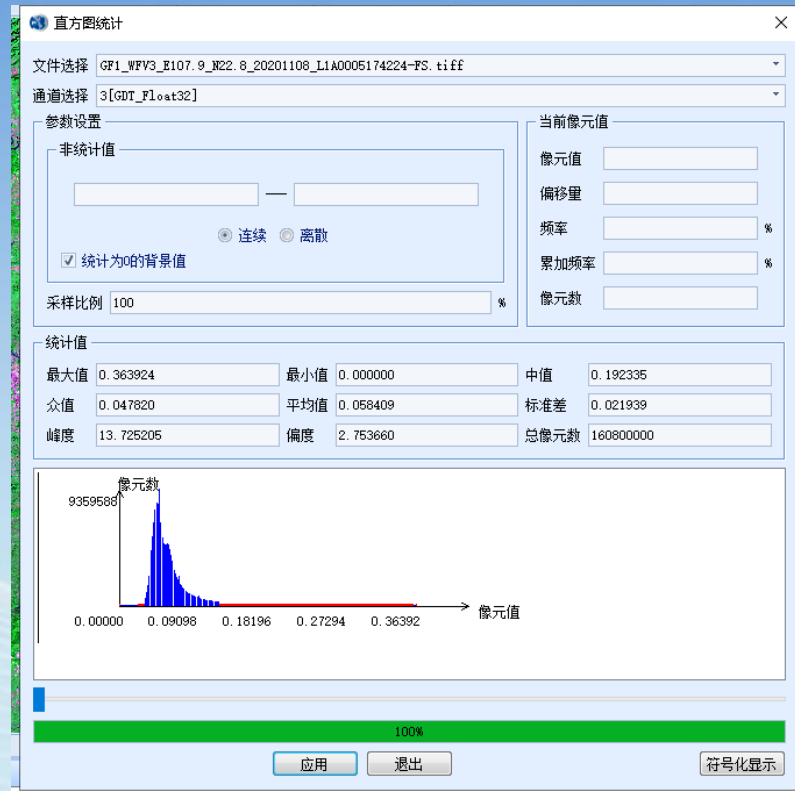 直方图统计
文件选择 GF1_WFV3_E107.9_N22.8_20201108_L1A0005174224-FS.tiff
通道选择 3[GDT_Float32]
参数设置
非统计值
—
连续 离散
统计为0的背景值
采样比例 100 %
当前像元值
像元值
偏移量
频率 %
累加频率 %
像元数
统计值
最大值 0.363924 最小值 0.000000 中值 0.192335
众值 0.047820 平均值 0.058409 标准差 0.021939
峰度 13.725205 偏度 2.753660 总像元数 160800000
像元数
9359588
像元值
0.00000 0.09098 0.18196 0.27294 0.36392
100%
应用 退出 符号化显示